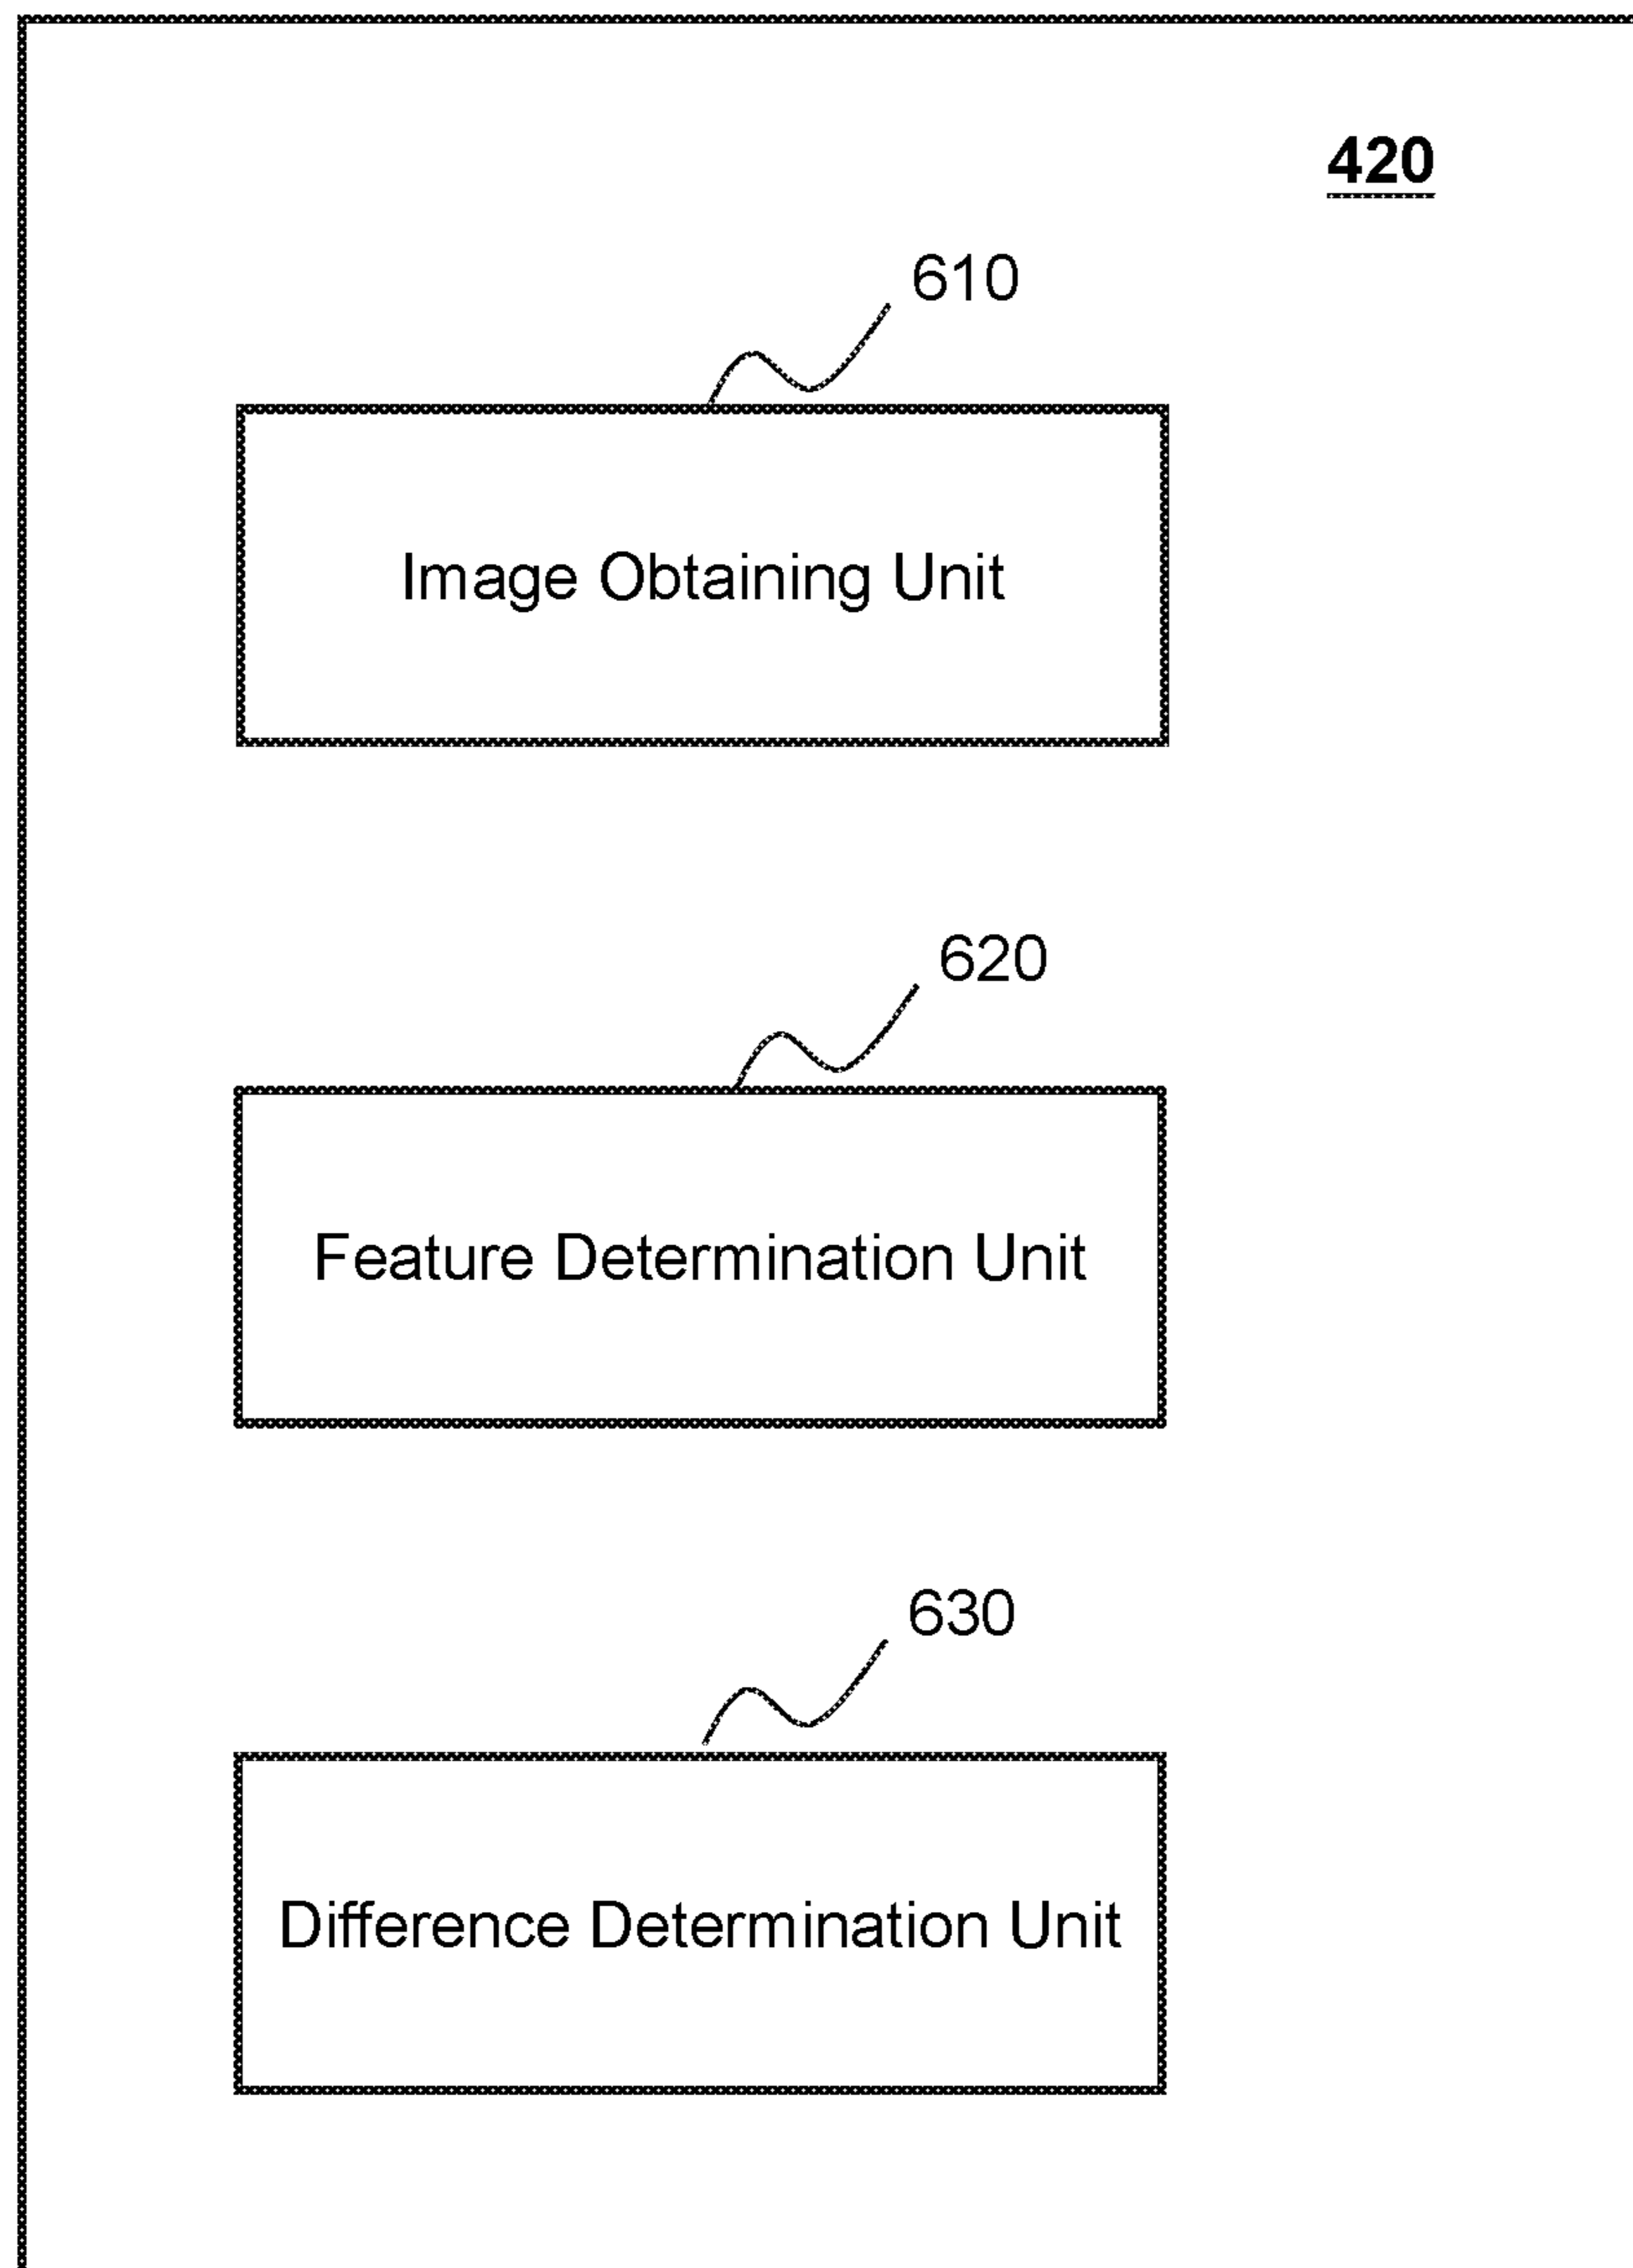 420
610
Image Obtaining Unit
620
Feature Determination Unit
630
Difference Determination Unit